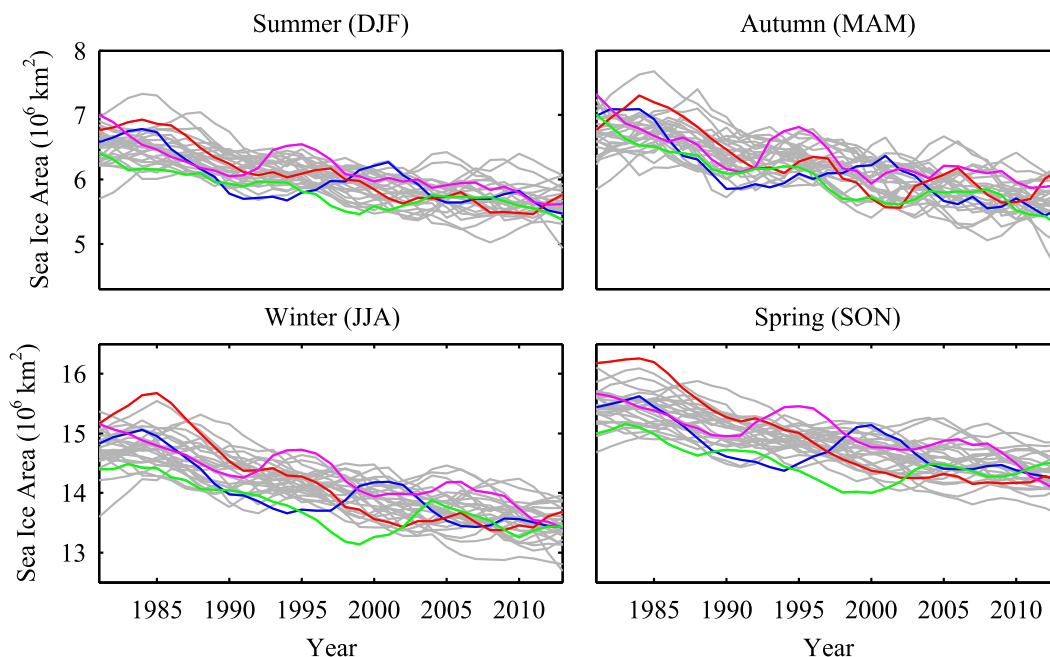 Summer (DJF)
Autumn (MAM)
8
7
6
5
Sea Ice Area (10⁶ km²)
Winter (JJA)
Spring (SON)
16
15
14
13
Sea Ice Area (10⁶ km²)
1985 1990 1995 2000 2005 2010
1985 1990 1995 2000 2005 2010
Year
Year